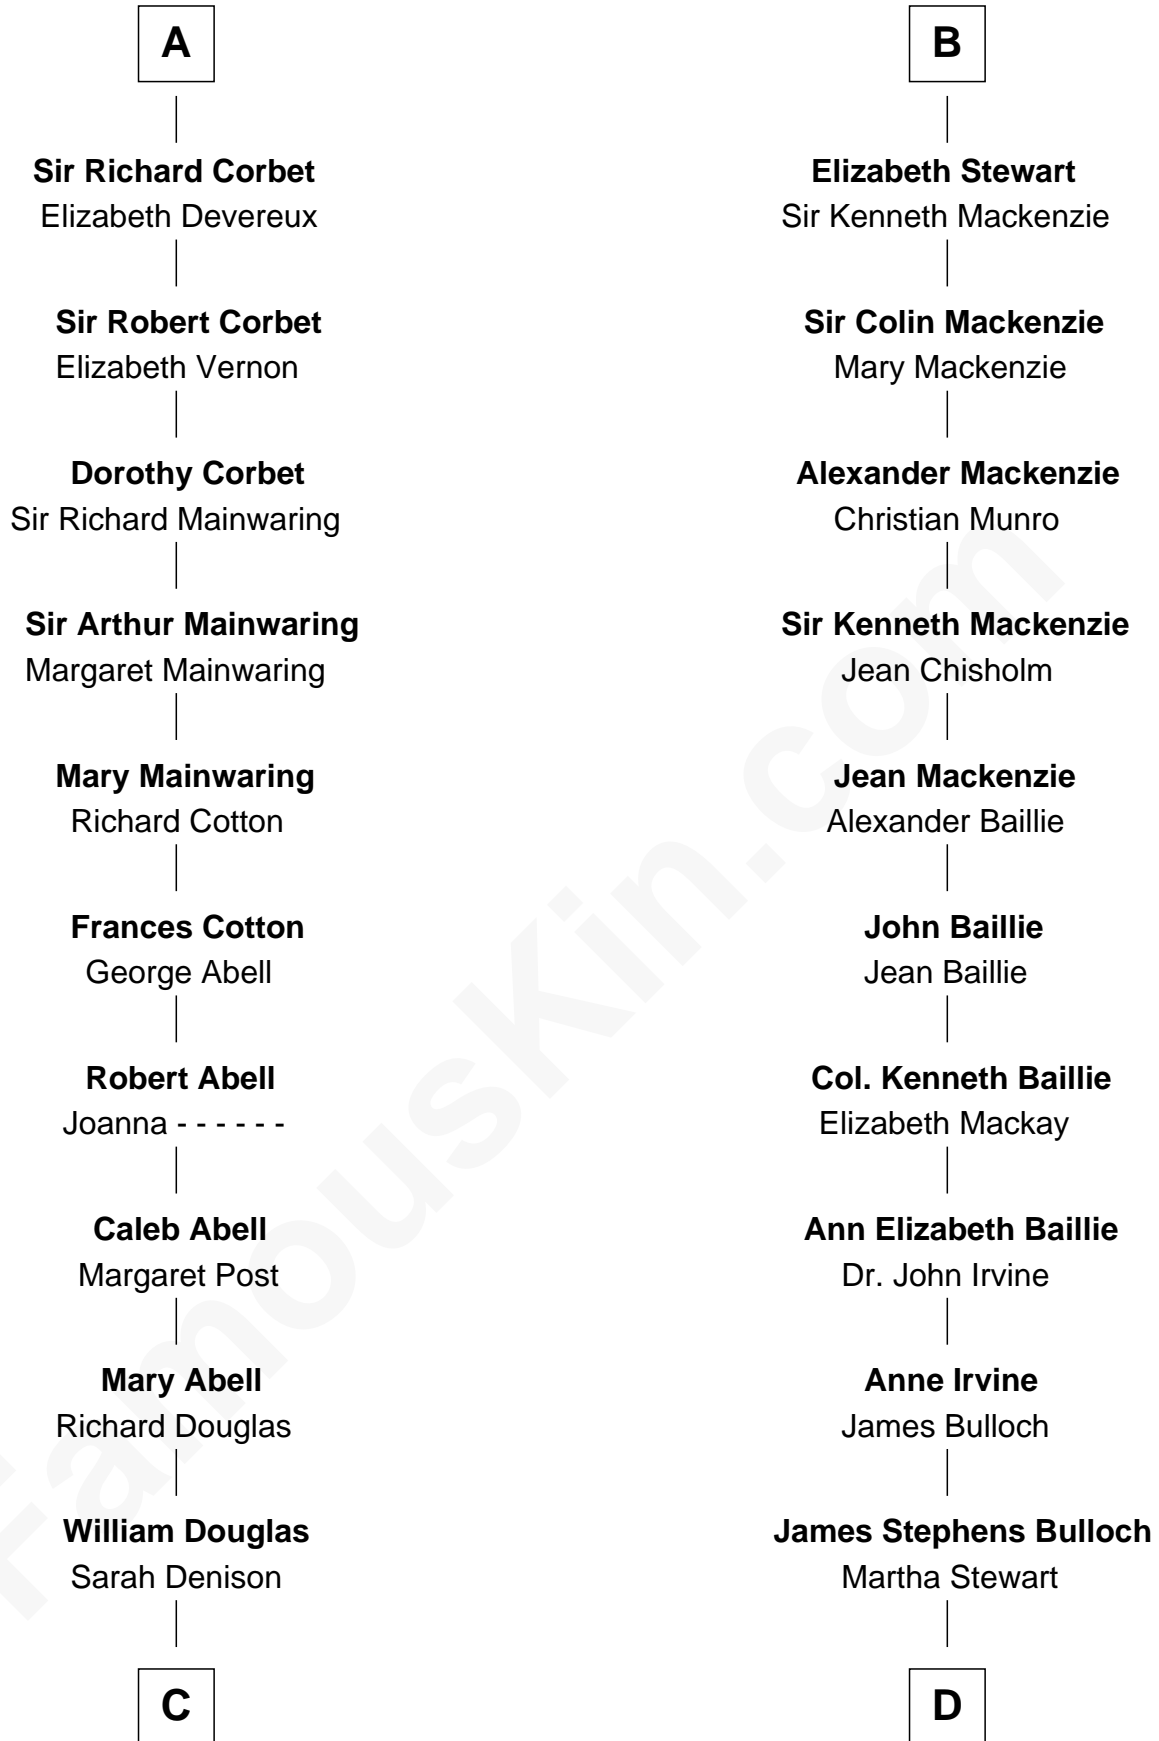 A
Sir Richard Corbet
Elizabeth Devereux
Sir Robert Corbet
Elizabeth Vernon
Dorothy Corbet
Sir Richard Mainwaring
Sir Arthur Mainwaring
Margaret Mainwaring
Mary Mainwaring
Richard Cotton
Frances Cotton
George Abell
Robert Abell
Joanna - - - - - -
Caleb Abell
Margaret Post
Mary Abell
Richard Douglas
William Douglas
Sarah Denison
C
B
Elizabeth Stewart
Sir Kenneth Mackenzie
Sir Colin Mackenzie
Mary Mackenzie
Alexander Mackenzie
Christian Munro
Sir Kenneth Mackenzie
Jean Chisholm
Jean Mackenzie
Alexander Baillie
John Baillie
Jean Baillie
Col. Kenneth Baillie
Elizabeth Mackay
Ann Elizabeth Baillie
Dr. John Irvine
Anne Irvine
James Bulloch
James Stephens Bulloch
Martha Stewart
D
FamousKin.com